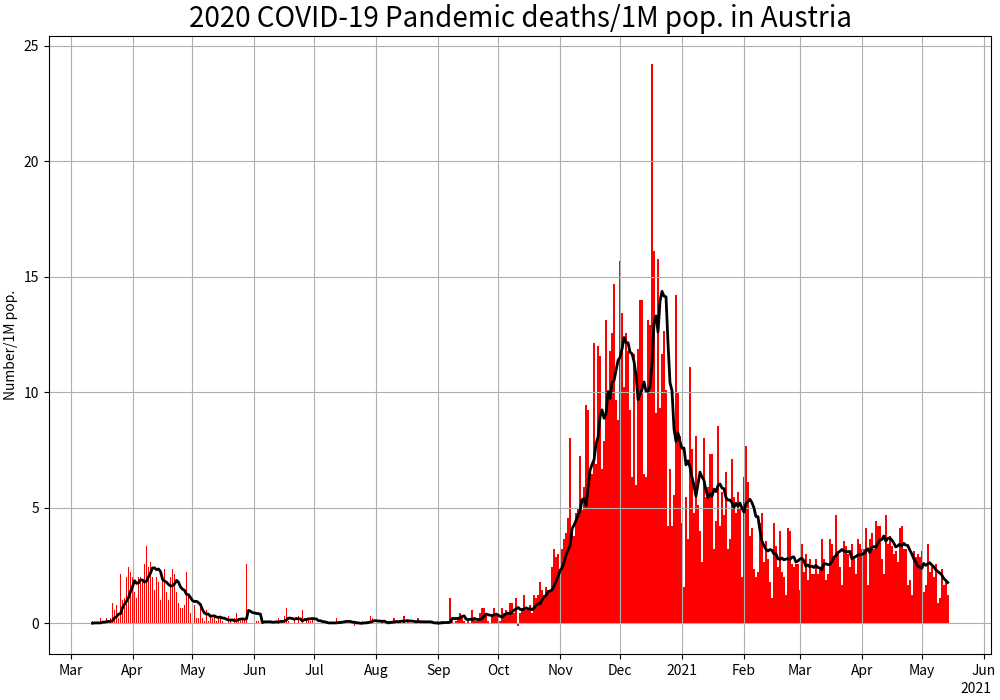 2020 COVID-19 Pandemic deaths/1M pop. in Austria
Number/1M pop.
25
20
15
10
5
0
Mar Apr May Jun Jul Aug Sep Oct Nov Dec 2021 Feb Mar Apr May Jun
2021